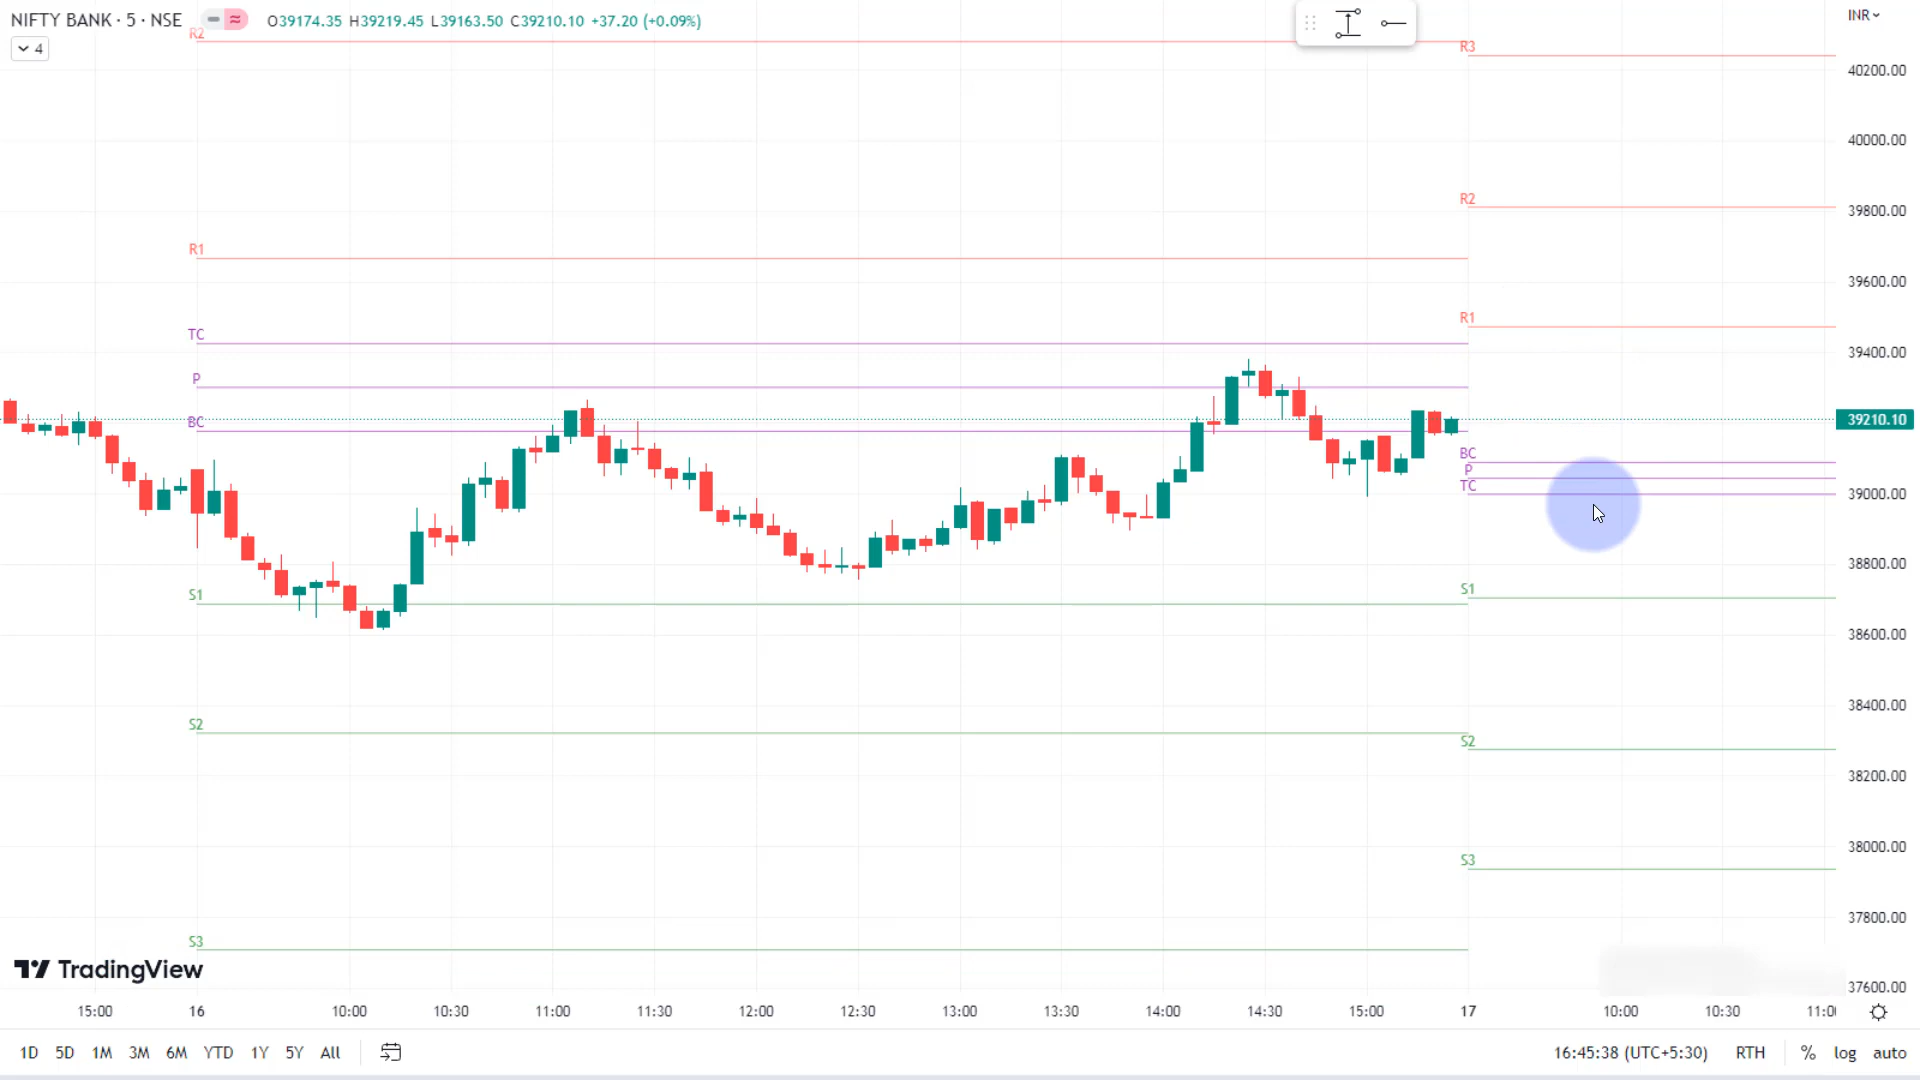 NIFTY BANK · 5 · NSE O39174.35 H39219.45 L39163.50 C39210.10 +37.20 (+0.09%) INR
4
R2
R3
40200.00
40000.00
R2
39800.00
R1
39600.00
R1
TC
39400.00
P
BC
39210.10
BC
P
TC
39000.00
38800.00
S1
S1
38600.00
38400.00
S2
S2
38200.00
38000.00
S3
37800.00
S3
TradingView
37600.00
15:00 16 10:00 10:30 11:00 11:30 12:00 12:30 13:00 13:30 14:00 14:30 15:00 17 10:00 10:30 11:00
1D 5D 1M 3M 6M YTD 1Y 5Y All 16:45:38 (UTC+5:30) RTH % log auto